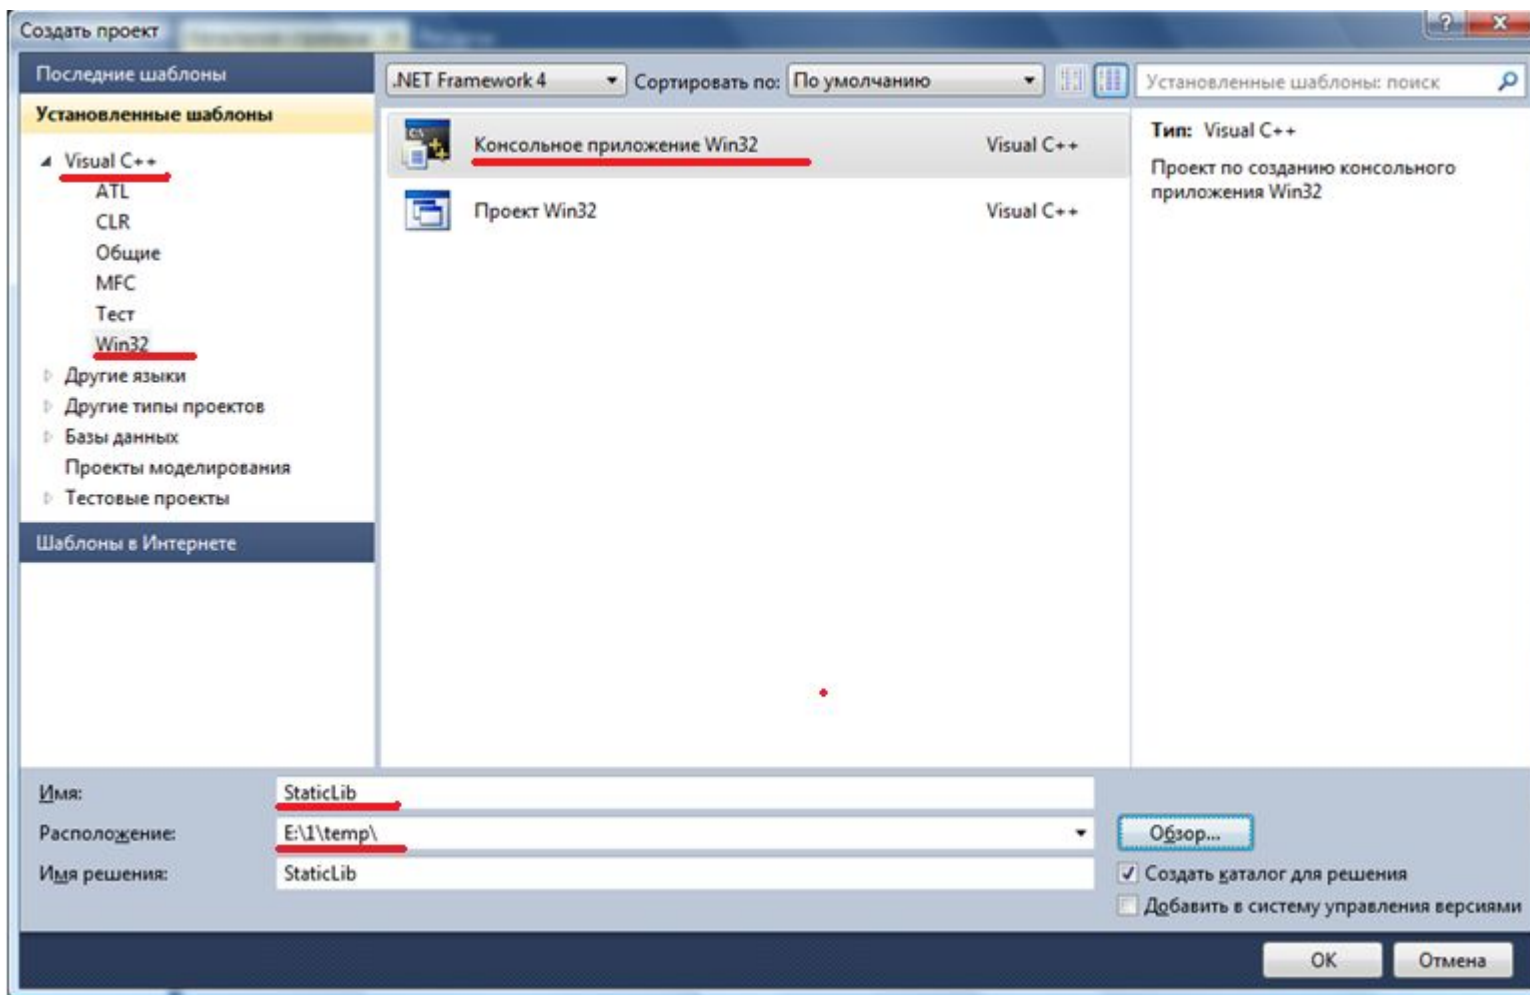 Создать проект
Последние шаблоны
Установленные шаблоны
Visual C++
ATL
CLR
Общие
MFC
Тест
Win32
Другие языки
Другие типы проектов
Базы данных
Проекты моделирования
Тестовые проекты
Шаблоны в Интернете
.NET Framework 4 Сортировать по: По умолчанию Установленные шаблоны: поиск
Консольное приложение Win32 Visual C++
Проект Win32 Visual C++
Тип: Visual C++
Проект по созданию консольного
приложения Win32
Имя: StaticLib
Расположение: E:\1\temp\ Обзор...
Имя решения: StaticLib
Создать каталог для решения
Добавить в систему управления версиями
ОК Отмена